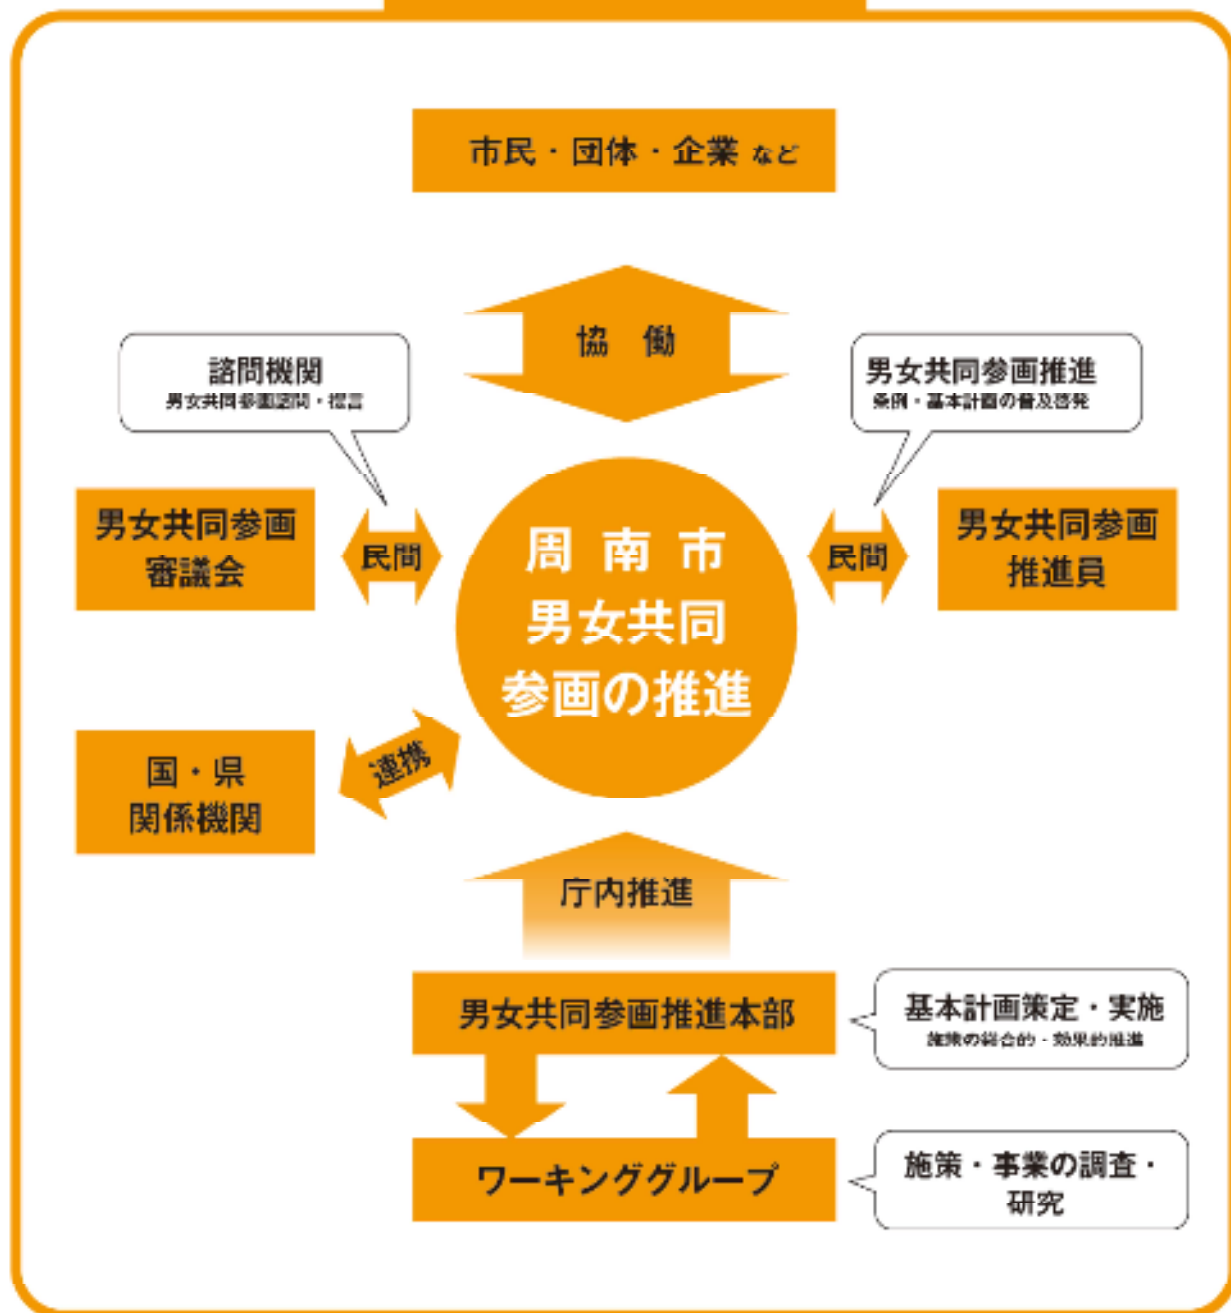 市民・団体・企業 など
協 働
諮問機関
男女共同参画諮問・提言
男女共同参画推進
条例・基本計画の普及啓発
男女共同参画
審議会
民間
周 南 市
男女共同
参画の推進
民間
男女共同参画
推進員
国・県
関係機関
連携
庁内推進
男女共同参画推進本部
基本計画策定・実施
施策の総合的・効果的推進
ワーキンググループ
施策・事業の調査・
研究